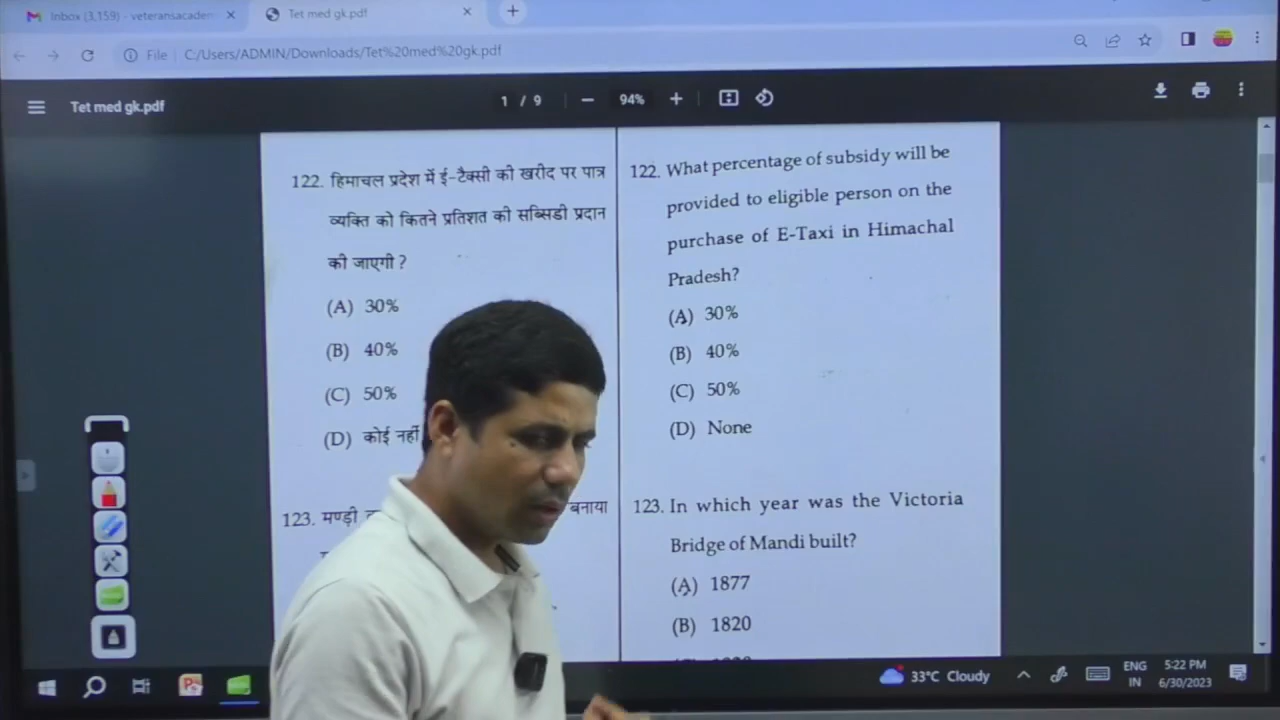 Inbox (3,159) - veteransacadem
Tet med gk.pdf
File
C:/Users/ADMIN/Downloads/Tet%20med%20gk.pdf
Tet med gk.pdf
1 / 9
94%
122. हिमाचल प्रदेश में ई-टैक्सी की खरीद पर पात्र
व्यक्ति को कितने प्रतिशत की सब्सिडी प्रदान
की जाएगी ?
(A) 30%
(B) 40%
(C) 50%
(D) कोई नहीं
123. मण्डी
बनाया
122. What percentage of subsidy will be
provided to eligible person on the
purchase of E-Taxi in Himachal
Pradesh?
(A) 30%
(B) 40%
(C) 50%
(D) None
123. In which year was the Victoria
Bridge of Mandi built?
(A) 1877
(B) 1820
33°C Cloudy
ENG
IN
5:22 PM
6/30/2023